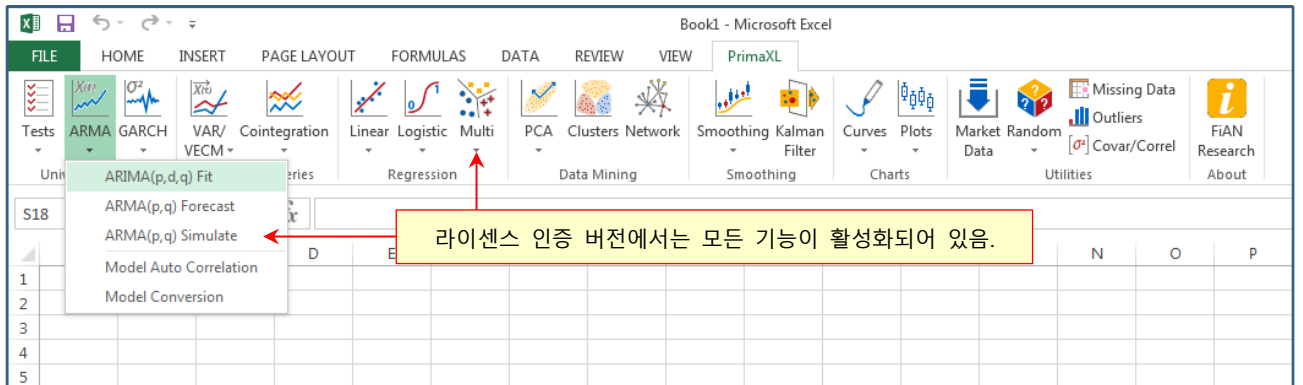 Book1 - Microsoft Excel
FILE HOME INSERT PAGE LAYOUT FORMULAS DATA REVIEW VIEW PrimaXL
X(t) σ² X(t) Missing Data
Outliers
Tests ARMA GARCH VAR/ Cointegration Linear Logistic Multi PCA Clusters Network Smoothing Kalman Curves Plots Market Random FiAN
VECM Filter Data [σ²] Covar/Correl Research
ARIMA(p,d,q) Fit Regression Data Mining Smoothing Charts Utilities About
ARMA(p,q) Forecast
S18 fx
ARMA(p,q) Simulate
라이센스 인증 버전에서는 모든 기능이 활성화되어 있음.
D E N O P
Model Auto Correlation
1
Model Conversion
2
3
4
5